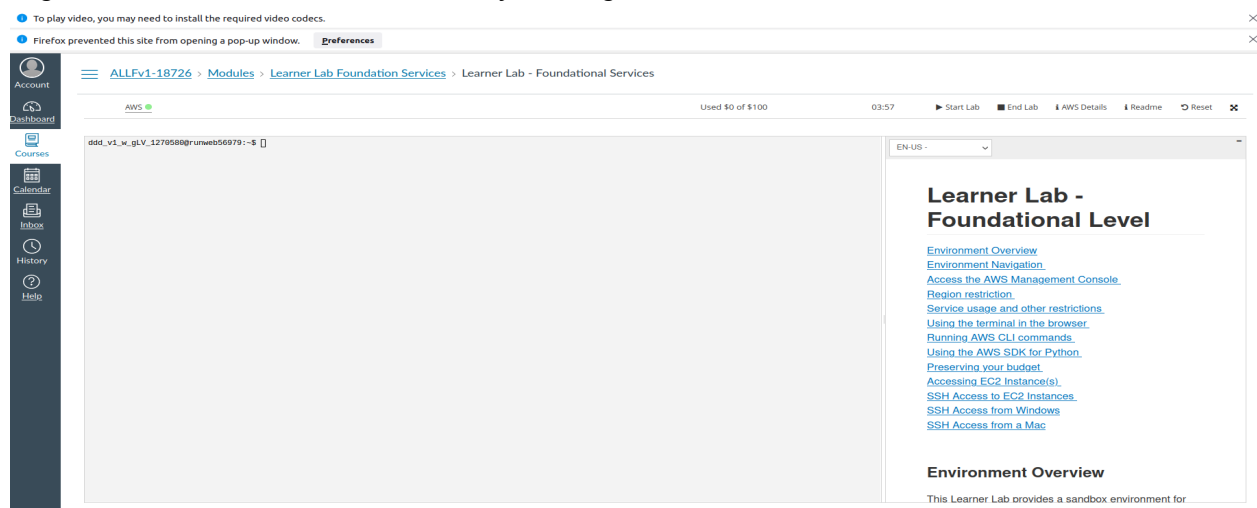 To play video, you may need to install the required video codecs.
Firefox prevented this site from opening a pop-up window. Preferences
Account
Dashboard
Courses
Calendar
Inbox
History
Help
ALLFv1-18726 › Modules › Learner Lab Foundation Services › Learner Lab - Foundational Services
AWS Used $0 of $100 03:57 Start Lab End Lab AWS Details Readme Reset
ddd_v1_w_gLV_1270580@runweb56979:~$
EN-US -
Learner Lab -
Foundational Level
Environment Overview
Environment Navigation
Access the AWS Management Console
Region restriction
Service usage and other restrictions
Using the terminal in the browser
Running AWS CLI commands
Using the AWS SDK for Python
Preserving your budget
Accessing EC2 Instance(s)
SSH Access to EC2 Instances
SSH Access from Windows
SSH Access from a Mac
Environment Overview
This Learner Lab provides a sandbox environment for